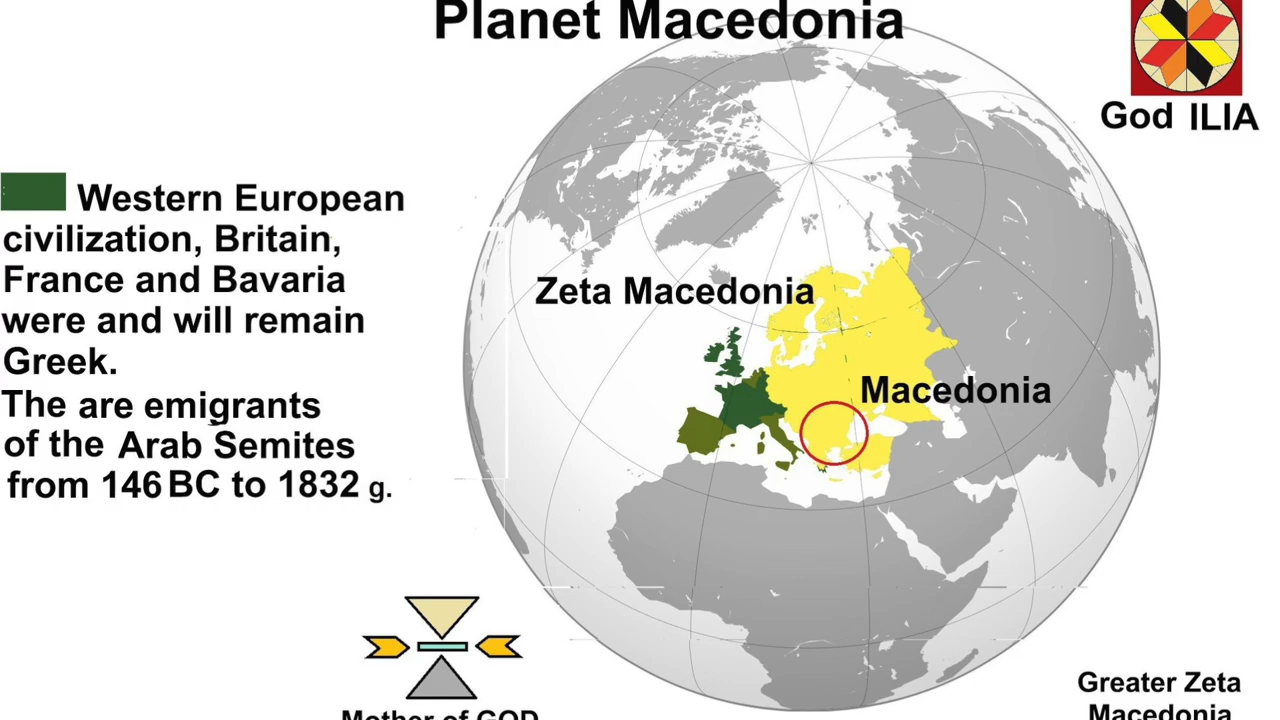 Planet Macedonia
God ILIA
Western European
civilization, Britain,
France and Bavaria
were and will remain
Greek.
The are emigrants
of the Arab Semites
from 146 BC to 1832 g.
Zeta Macedonia
Macedonia
Mother of GOD
Greater Zeta
Macedonia